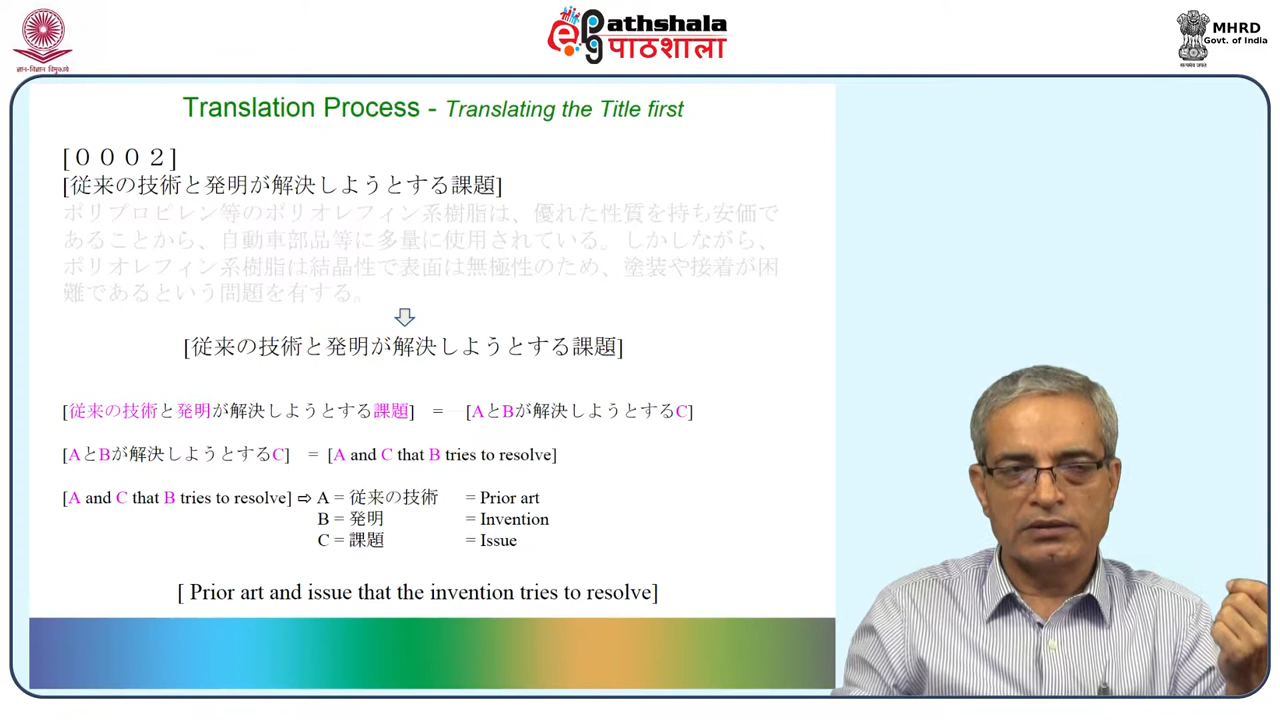 ज्ञान-विज्ञान विमुक्तये
ePathshala
पाठशाला
MHRD
Govt. of India
सत्यमेव जयते
Translation Process - Translating the Title first
[０００２]
[従来の技術と発明が解決しようとする課題]
ポリプロピレン等のポリオレフィン系樹脂は、優れた性質を持ち安価で
あることから、自動車部品等に多量に使用されている。しかしながら、
ポリオレフィン系樹脂は結晶性で表面は無極性のため、塗装や接着が困
難であるという問題を有する。
[従来の技術と発明が解決しようとする課題]
[従来の技術と発明が解決しようとする課題] = [AとBが解決しようとするC]
[AとBが解決しようとするC] = [A and C that B tries to resolve]
[A and C that B tries to resolve] ⇨ A = 従来の技術 = Prior art
B = 発明 = Invention
C = 課題 = Issue
[ Prior art and issue that the invention tries to resolve]